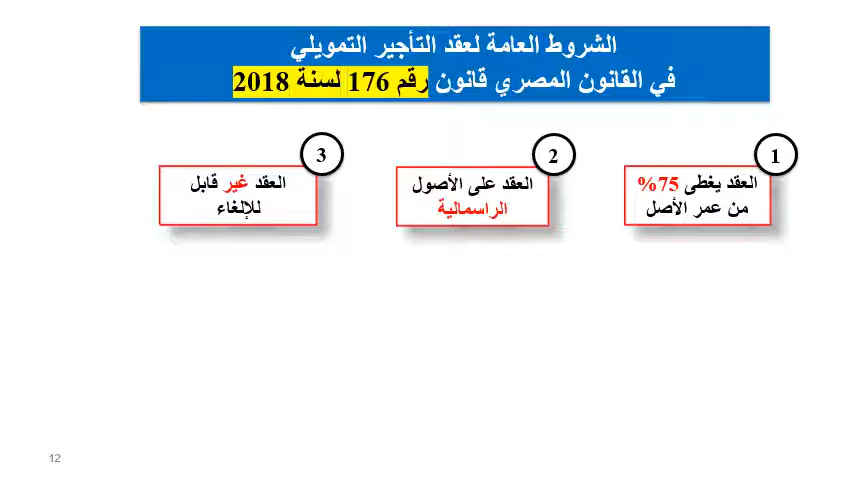 الشروط العامة لعقد التأجير التمويلي
في القانون المصري قانون رقم 176 لسنة 2018
1
العقد يغطى 75%
من عمر الأصل
2
العقد على الأصول
الراسمالية
3
العقد غير قابل
للإلغاء
12